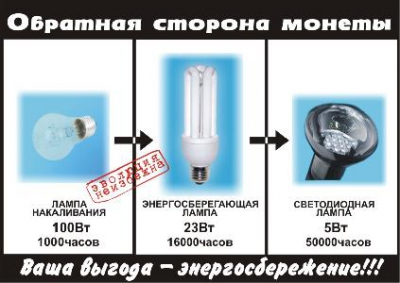 Обратная сторона монеты
эволюция
неизбежна
ЛАМПА
НАКАЛИВАНИЯ
100Вт
1000часов
ЭНЕРГОСБЕРЕГАЮЩАЯ
ЛАМПА
23Вт
16000часов
СВЕТОДИОДНАЯ
ЛАМПА
5Вт
50000часов
Ваша выгода – энергосбережение!!!